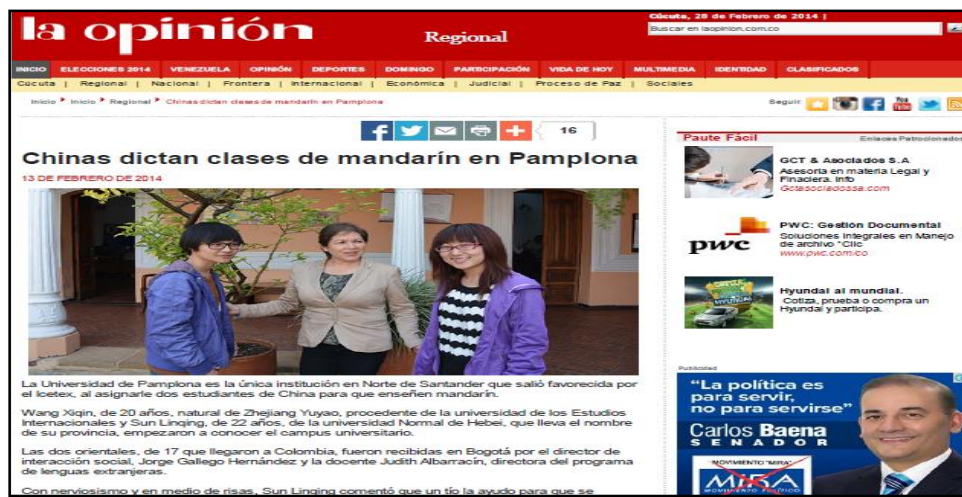 la opinión
Regional
Cúcuta, 28 de Febrero de 2014 |
Buscar en laopinion.com.co
INICIO ELECCIONES 2014 VENEZUELA OPINIÓN DEPORTES DOMINGO PARTICIPACIÓN VIDA DE HOY MULTIMEDIA IDENTIDAD CLASIFICADOS
Cúcuta | Regional | Nacional | Frontera | Internacional | Económica | Judicial | Proceso de Paz | Sociales
Inicio Inicio Regional Chinas dictan clases de mandarín en Pamplona
Seguir
You
16
Chinas dictan clases de mandarín en Pamplona
13 DE FEBRERO DE 2014
La Universidad de Pamplona es la única institución en Norte de Santander que salió favorecida por
el Icetex, al asignarle dos estudiantes de China para que enseñen mandarín.
Wang Xiqin, de 20 años, natural de Zhejiang Yuyao, procedente de la universidad de los Estudios
Internacionales y Sun Linqing, de 22 años, de la universidad Normal de Hebei, que lleva el nombre
de su provincia, empezaron a conocer el campus universitario.
Las dos orientales, de 17 que llegaron a Colombia, fueron recibidas en Bogotá por el director de
interacción social, Jorge Gallego Hernández y la docente Judith Albarracín, directora del programa
de lenguas extranjeras.
Con nerviosismo y en medio de risas, Sun Linqing comentó que un tío la ayudo para que se
Paute Fácil
Enlaces Patrocionados
GCT & Asociados S.A
Asesoría en materia Legal y
Finaciera. Info
Gctasociadossa.com
pwc
PWC: Gestión Documental
Soluciones Integrales en Manejo
de archivo "Clic
www.pwc.com/co
Hyundai al mundial.
Cotiza, prueba o compra un
Hyundai y participa.
Publicidad
"La política es
para servir,
no para servirse"
Carlos Baena
SENADOR
MOVIMIENTO "MIRA"
MIRA
MOVIMIENTO POLÍTICO